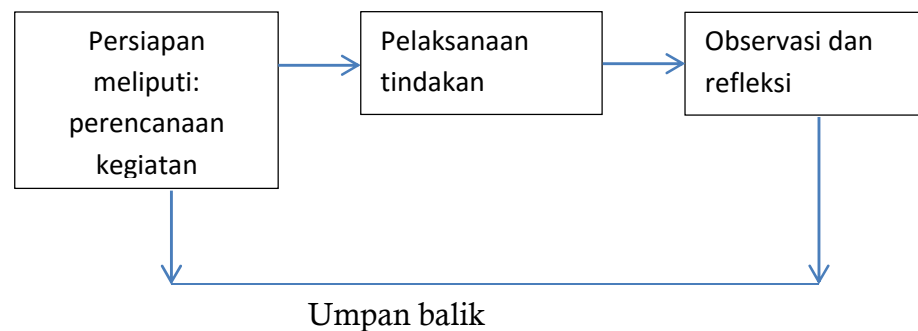 Persiapan
meliputi:
perencanaan
kegiatan
Pelaksanaan
tindakan
Observasi dan
refleksi
Umpan balik